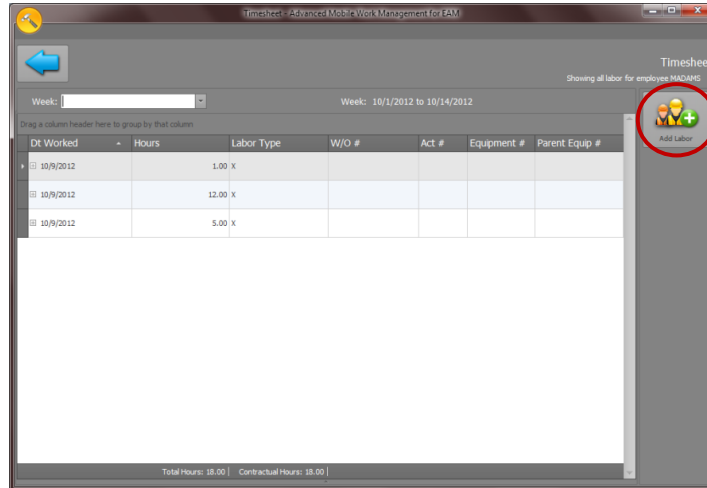 Timesheet - Advanced Mobile Work Management for EAM
Timeshee
Showing all labor for employee MADAMS
Week:
Week: 10/1/2012 to 10/14/2012
Drag a column header here to group by that column
Dt Worked Hours Labor Type W/O # Act # Equipment # Parent Equip #
10/9/2012 1.00 X
10/9/2012 12.00 X
10/9/2012 5.00 X
Add Labor
Total Hours: 18.00 | Contractual Hours: 18.00 |